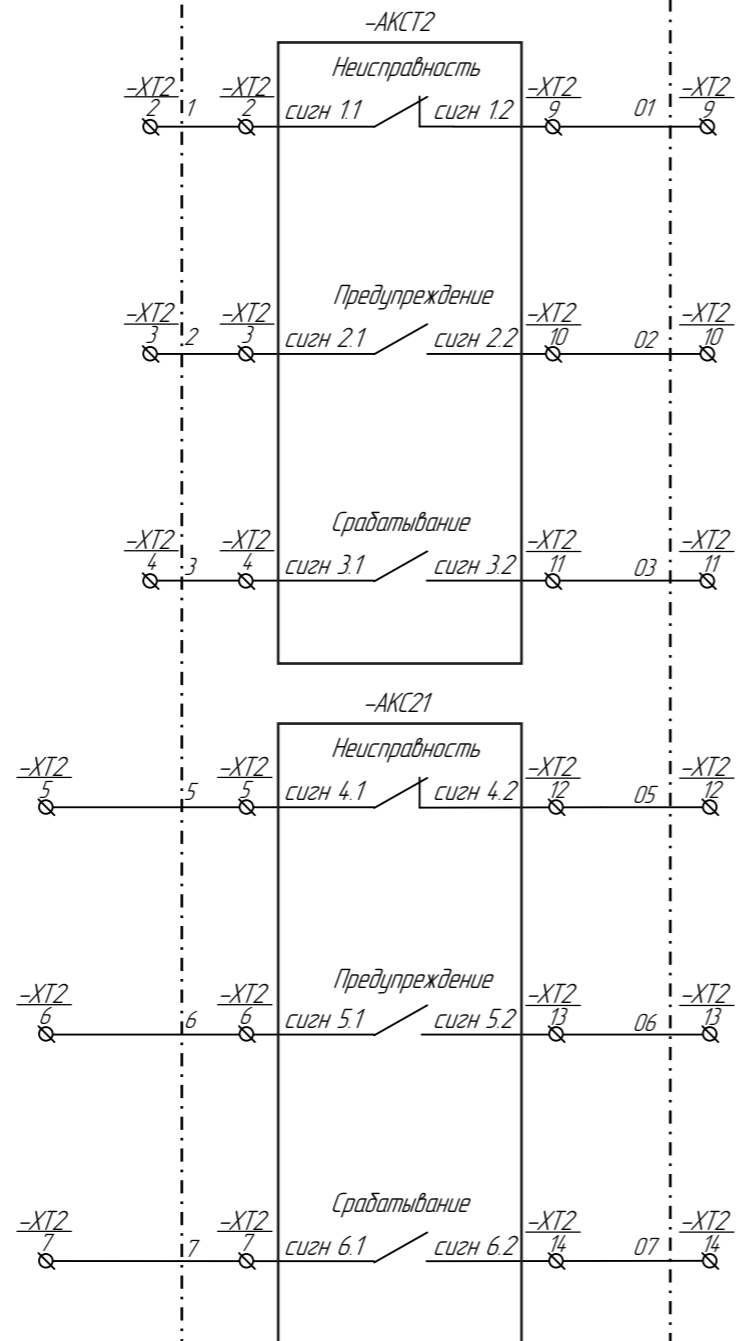 -АКСТ2
Неисправность
-XT2 -XT2 -XT2 -XT2
2 1 2 сигн 1.1 сигн 1.2 9 01 9
Предупреждение
-XT2 -XT2 -XT2 -XT2
3 2 3 сигн 2.1 сигн 2.2 10 02 10
Срабатывание
-XT2 -XT2 -XT2 -XT2
4 3 4 сигн 3.1 сигн 3.2 11 03 11
-АКС21
Неисправность
-XT2 -XT2 -XT2 -XT2
5 5 5 сигн 4.1 сигн 4.2 12 05 12
Предупреждение
-XT2 -XT2 -XT2 -XT2
6 6 6 сигн 5.1 сигн 5.2 13 06 13
Срабатывание
-XT2 -XT2 -XT2 -XT2
7 7 7 сигн 6.1 сигн 6.2 14 07 14